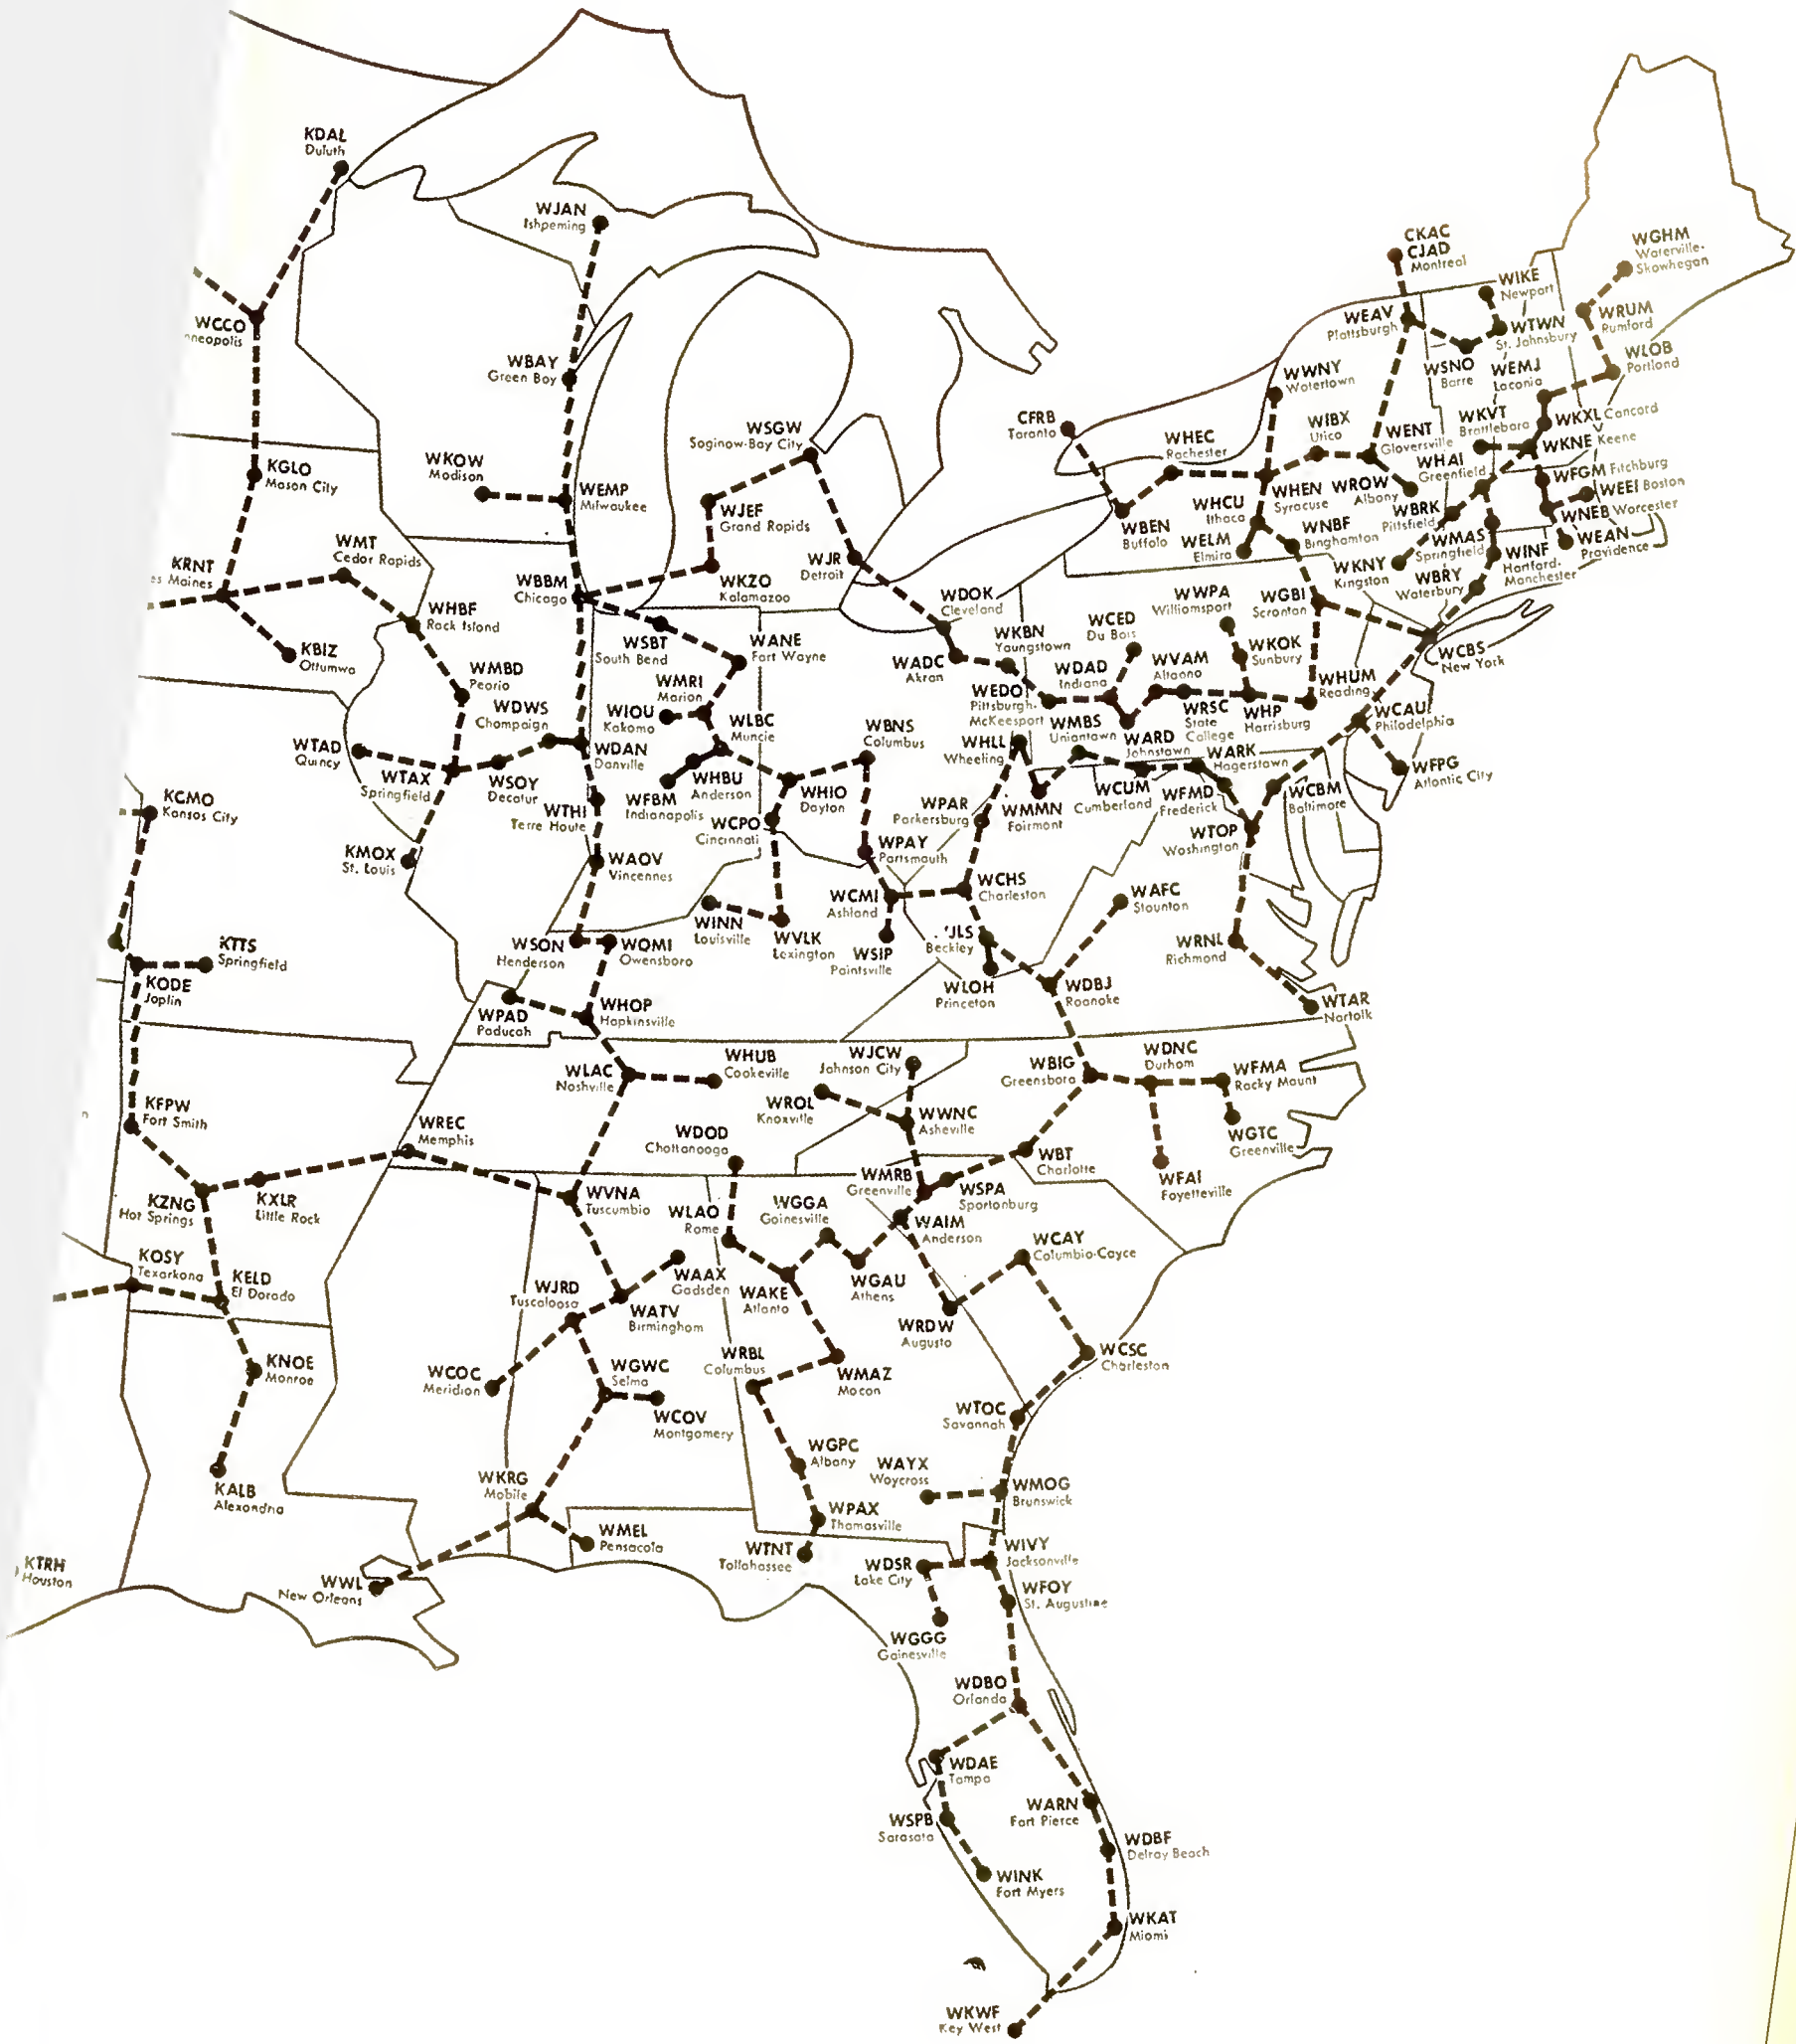 KDAL
Duluth
WJAN
Ishpeming
CKAC
CJAD
Montreal
WGHM
Waterville-
Skowhegan
WIKE
Newport
WCCO
neapolis
WEAV
Plattsburgh
WTWN
St. Johnsbury
WRUM
Rumford
WBAY
Green Bay
WSNO
Barre
WEMJ
Laconia
WLOB
Portland
WWNY
Watertown
CFRB
Toronto
WSGW
Saginaw-Bay City
WHEC
Rochester
WIBX
Utica
WENT
Gloversville
WKVT
Brattleboro
WKXL Concord
WKNE Keene
WKOW
Madison
KGLO
Mason City
WEMP
Milwaukee
WJEF
Grand Rapids
WHAI
Greenfield
WFGM Fitchburg
WEEI Boston
WNEB Worcester
WBEN
Buffalo
WHCU
Ithaca
WHEN
Syracuse
WROW
Albany
WBRK
Pittsfield
WELM
Elmira
WNBF
Binghamton
WMAS
Springfield
WEAN
Providence
WINF
Hartford-
Manchester
WKNY
Kingston
WBRY
Waterbury
WMT
Cedar Rapids
KRNT
es Maines
WBBM
Chicago
WKZO
Kalamazoo
WJR
Detroit
WDOK
Cleveland
WWPA
Williamsport
WGBI
Scranton
WHBF
Rock Island
KBIZ
Ottumwa
WSBT
South Bend
WANE
Fort Wayne
WADC
Akron
WKBN
Youngstown
WCED
Du Bois
WKOK
Sunbury
WCBS
New York
WMBD
Peoria
WMRI
Marion
WDAD
Indiana
WVAM
Altoona
WHUM
Reading
WDWS
Champaign
WIOU
Kokomo
WLBC
Muncie
WBNS
Columbus
WEDO
Pittsburgh-
McKeesport
WMBS
Uniontown
WRSC
State
College
WHP
Harrisburg
WCAU
Philadelphia
WTAD
Quincy
WTAX
Springfield
WSOY
Decatur
WDAN
Danville
WHBU
Anderson
WHLL
Wheeling
WARD
Johnstown
WARK
Hagerstown
WFPG
Atlantic City
WFBM
Indianapolis
WHIO
Dayton
WMMN
Fairmont
WCUM
Cumberland
WFMD
Frederick
WCBM
Baltimore
KCMO
Kansas City
WTHI
Terre Haute
WCPO
Cincinnati
WPAR
Parkersburg
WTOP
Washington
KMOX
St. Louis
WAOV
Vincennes
WPAY
Portsmouth
WCHS
Charleston
WCMI
Ashland
WAFC
Staunton
WINN
Louisville
WVLK
Lexington
WSIP
Paintsville
JLS
Beckley
WRNL
Richmond
KTTS
Springfield
WSON
Henderson
WOMI
Owensboro
KODE
Joplin
WLOH
Princeton
WDBJ
Roanoke
WTAR
Norfolk
WPAD
Paducah
WHOP
Hopkinsville
WLAC
Nashville
WHUB
Cookeville
WJCW
Johnson City
WBIG
Greensboro
WDNC
Durham
WFMA
Rocky Mount
n
KFPW
Fort Smith
WREC
Memphis
WROL
Knoxville
WWNC
Asheville
WGTC
Greenville
WDOD
Chattanooga
WBT
Charlotte
WFAI
Fayetteville
KZNG
Hot Springs
KXLR
Little Rock
WVNA
Tuscumbia
WMRB
Greenville
WSPA
Spartanburg
WLAO
Rome
WGGA
Gainesville
WAIM
Anderson
WCAY
Columbia-Cayce
KOSY
Texarkana
KELD
El Dorado
WJRD
Tuscaloosa
WAAX
Gadsden
WATV
Birmingham
WAKE
Atlanta
WGAU
Athens
WRDW
Augusta
KNOE
Monroe
WCOC
Meridian
WGWC
Selma
WRBL
Columbus
WMAZ
Macon
WCSC
Charleston
WCOV
Montgomery
WTOC
Savannah
WGPC
Albany
WAYX
Waycross
WMOG
Brunswick
KALB
Alexandria
WKRG
Mobile
WPAX
Thomasville
WMEL
Pensacola
WTNT
Tallahassee
WDSR
Lake City
WIVY
Jacksonville
KTRH
Houston
WWL
New Orleans
WFOY
St. Augustine
WGGG
Gainesville
WDBO
Orlando
WDAE
Tampa
WSPB
Sarasota
WARN
Fort Pierce
WDBF
Delray Beach
WINK
Fort Myers
WKAT
Miami
WKWF
Key West